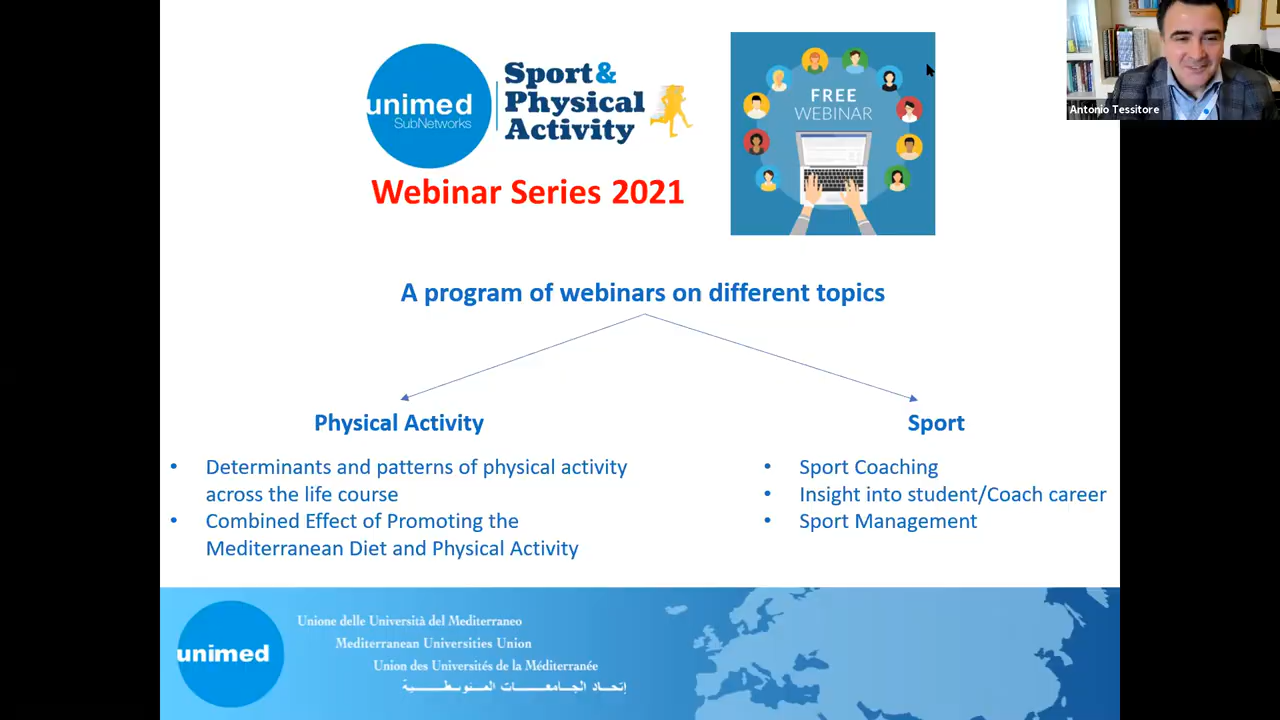 unimed
SubNetworks
Sport&
Physical
Activity
FREE
WEBINAR
Antonio Tessitore
Webinar Series 2021
A program of webinars on different topics
Physical Activity
• Determinants and patterns of physical activity
across the life course
• Combined Effect of Promoting the
Mediterranean Diet and Physical Activity
Sport
• Sport Coaching
• Insight into student/Coach career
• Sport Management
unimed
Unione delle Università del Mediterraneo
Mediterranean Universities Union
Union des Universités de la Méditerranée
إتحـاد الجـامعـــات المتوسطـــية